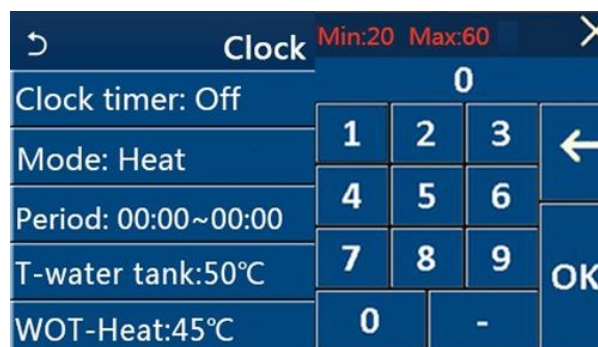 Clock
Clock timer: Off
Mode: Heat
Period: 00:00~00:00
T-water tank:50℃
WOT-Heat:45℃
Min:20 Max:60
0
1 2 3
4 5 6
7 8 9
OK
0 -